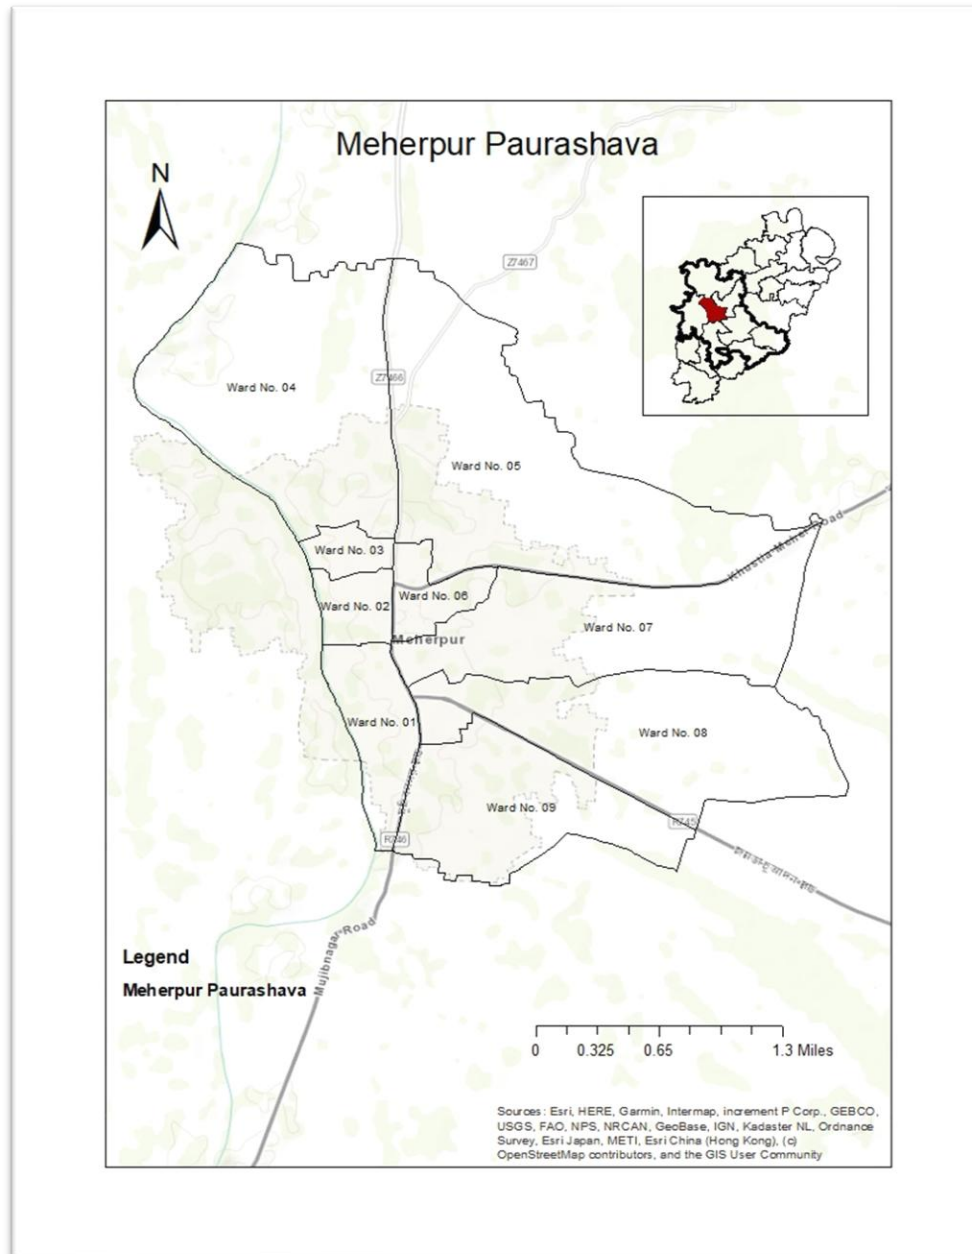 Meherpur Paurashava
N
Z7467
Z7466
Ward No. 04
Ward No. 05
Ward No. 03
Khustia Meher Road
Ward No. 06
Ward No. 02
Meherpur
Ward No. 07
Ward No. 01
Ward No. 08
Ward No. 09
R745
R746
Mujibnagar Road
Legend
Meherpur Paurashava
0 0.325 0.65 1.3 Miles
Sources: Esri, HERE, Garmin, Intermap, increment P Corp., GEBCO,
USGS, FAO, NPS, NRCAN, GeoBase, IGN, Kadaster NL, Ordnance
Survey, Esri Japan, METI, Esri China (Hong Kong), (c)
OpenStreetMap contributors, and the GIS User Community